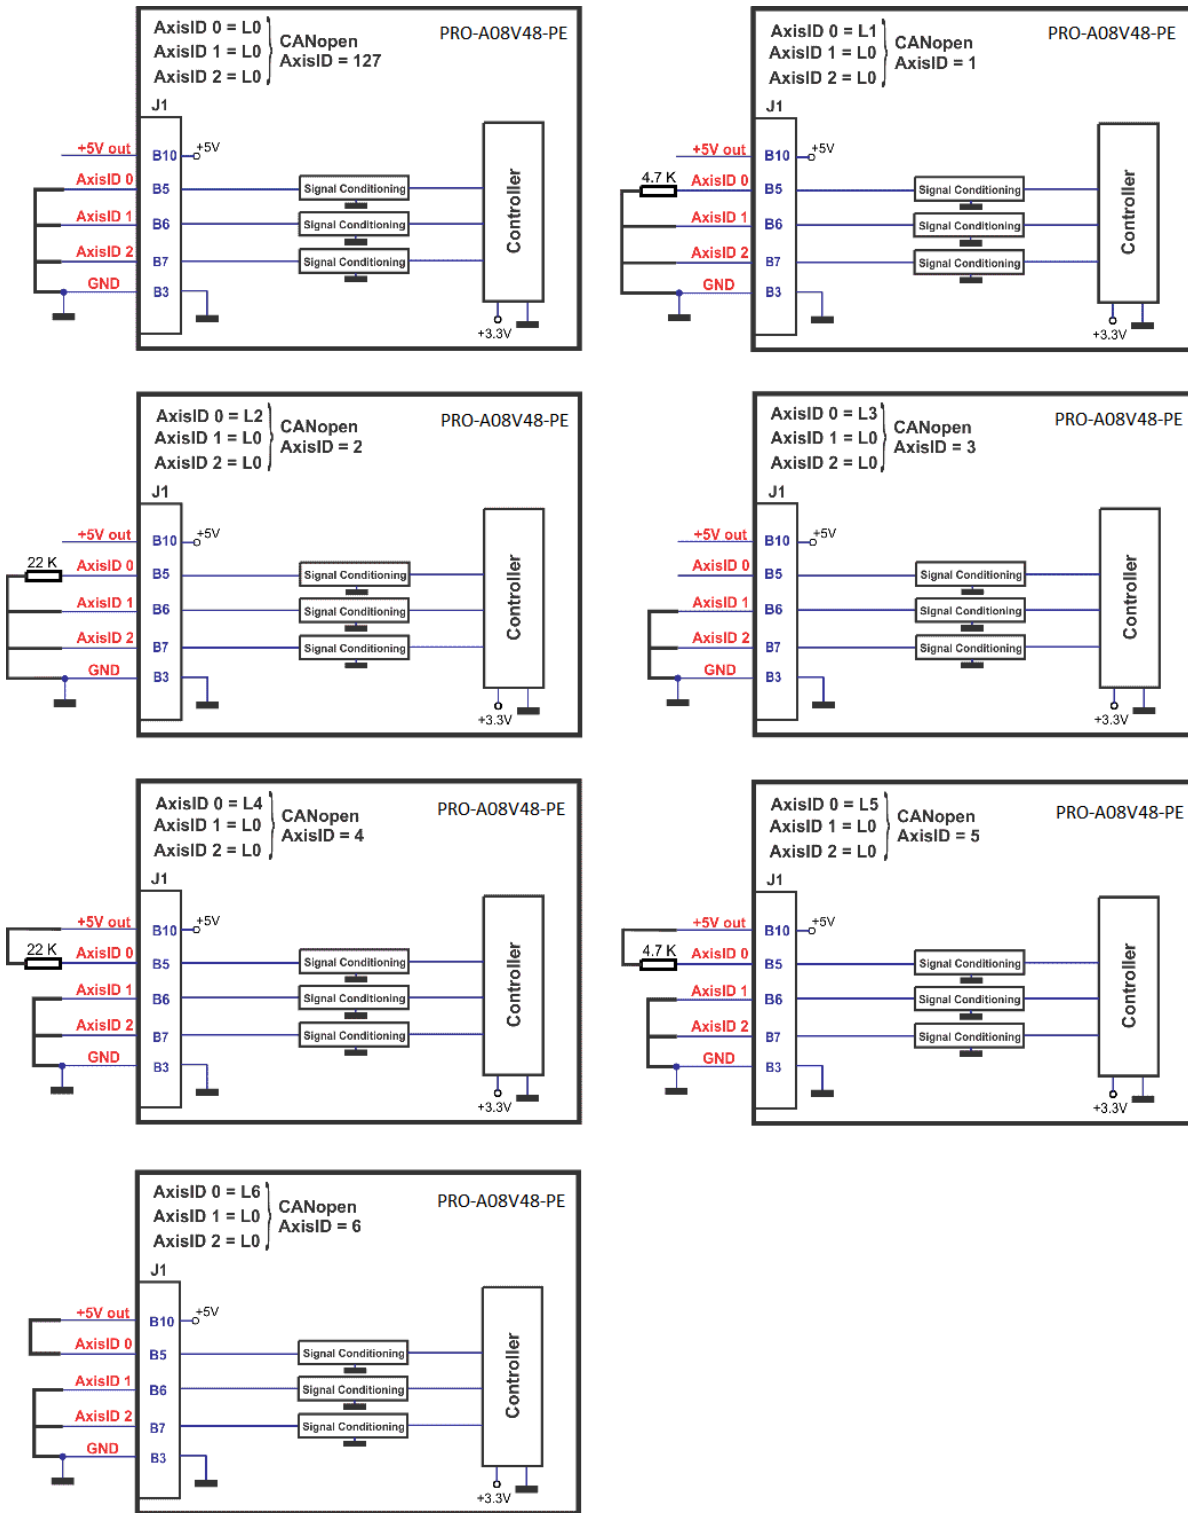 AxisID 0 = L0
AxisID 1 = L0
AxisID 2 = L0
CANopen
AxisID = 127
PRO-A08V48-PE
J1
+5V out
B10
+5V
AxisID 0
B5
Signal Conditioning
AxisID 1
B6
Signal Conditioning
AxisID 2
B7
Signal Conditioning
GND
B3
Controller
+3.3V
AxisID 0 = L1
AxisID 1 = L0
AxisID 2 = L0
CANopen
AxisID = 1
PRO-A08V48-PE
J1
+5V out
B10
+5V
4.7 K
AxisID 0
B5
Signal Conditioning
AxisID 1
B6
Signal Conditioning
AxisID 2
B7
Signal Conditioning
GND
B3
Controller
+3.3V
AxisID 0 = L2
AxisID 1 = L0
AxisID 2 = L0
CANopen
AxisID = 2
PRO-A08V48-PE
J1
+5V out
B10
+5V
22 K
AxisID 0
B5
Signal Conditioning
AxisID 1
B6
Signal Conditioning
AxisID 2
B7
Signal Conditioning
GND
B3
Controller
+3.3V
AxisID 0 = L3
AxisID 1 = L0
AxisID 2 = L0
CANopen
AxisID = 3
PRO-A08V48-PE
J1
+5V out
B10
+5V
AxisID 0
B5
Signal Conditioning
AxisID 1
B6
Signal Conditioning
AxisID 2
B7
Signal Conditioning
GND
B3
Controller
+3.3V
AxisID 0 = L4
AxisID 1 = L0
AxisID 2 = L0
CANopen
AxisID = 4
PRO-A08V48-PE
J1
+5V out
B10
+5V
22 K
AxisID 0
B5
Signal Conditioning
AxisID 1
B6
Signal Conditioning
AxisID 2
B7
Signal Conditioning
GND
B3
Controller
+3.3V
AxisID 0 = L5
AxisID 1 = L0
AxisID 2 = L0
CANopen
AxisID = 5
PRO-A08V48-PE
J1
+5V out
B10
+5V
4.7 K
AxisID 0
B5
Signal Conditioning
AxisID 1
B6
Signal Conditioning
AxisID 2
B7
Signal Conditioning
GND
B3
Controller
+3.3V
AxisID 0 = L6
AxisID 1 = L0
AxisID 2 = L0
CANopen
AxisID = 6
PRO-A08V48-PE
J1
+5V out
B10
+5V
AxisID 0
B5
Signal Conditioning
AxisID 1
B6
Signal Conditioning
AxisID 2
B7
Signal Conditioning
GND
B3
Controller
+3.3V